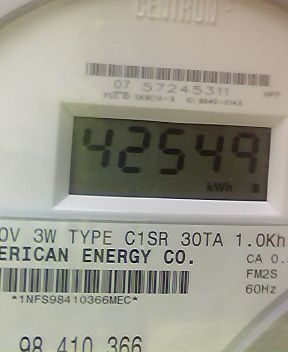 CENTRON
07 57245311
42549
kWh
0V 3W TYPE C1SR 30TA 1.0Kh
ERICAN ENERGY CO.
CA 0.
FM2S
*1NFS98410366MEC*
60Hz
98 410 366